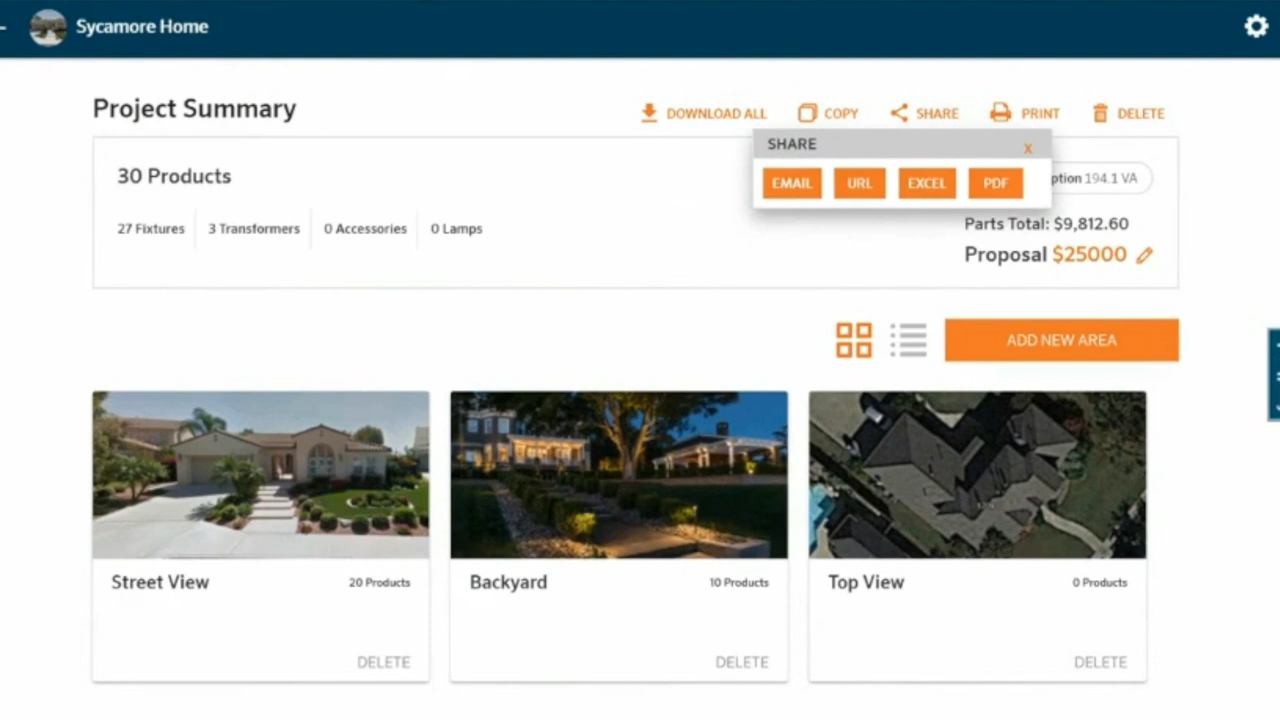 Sycamore Home
Project Summary
DOWNLOAD ALL
COPY
SHARE
PRINT
DELETE
SHARE
X
EMAIL
URL
EXCEL
PDF
30 Products
194.1 VA
27 Fixtures
3 Transformers
0 Accessories
0 Lamps
Parts Total: $9,812.60
Proposal $25000
ADD NEW AREA
Street View
20 Products
DELETE
Backyard
10 Products
DELETE
Top View
0 Products
DELETE